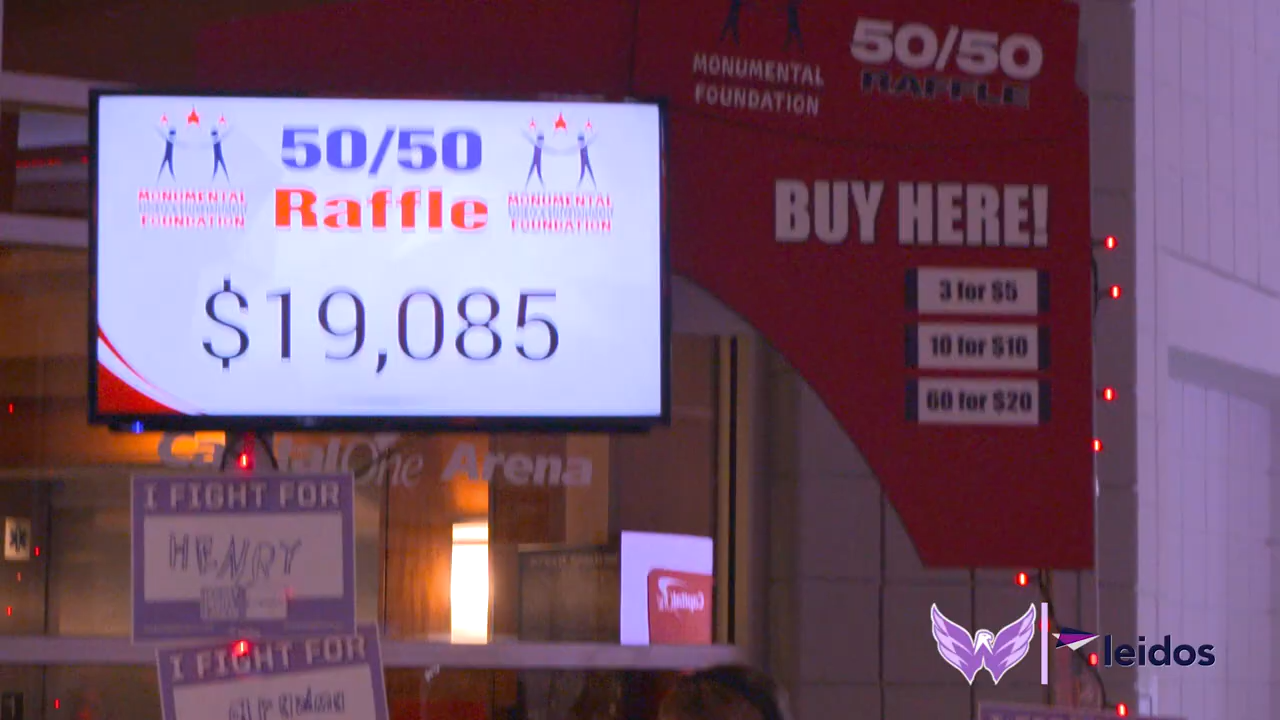 50/50
Raffle
MONUMENTAL
FOUNDATION
MONUMENTAL
FOUNDATION
$19,085
MONUMENTAL
FOUNDATION
50/50
RAFFLE
BUY HERE!
3 for $5
10 for $10
60 for $20
Capital One Arena
I FIGHT FOR
HENRY
I FIGHT FOR
Capital
leidos